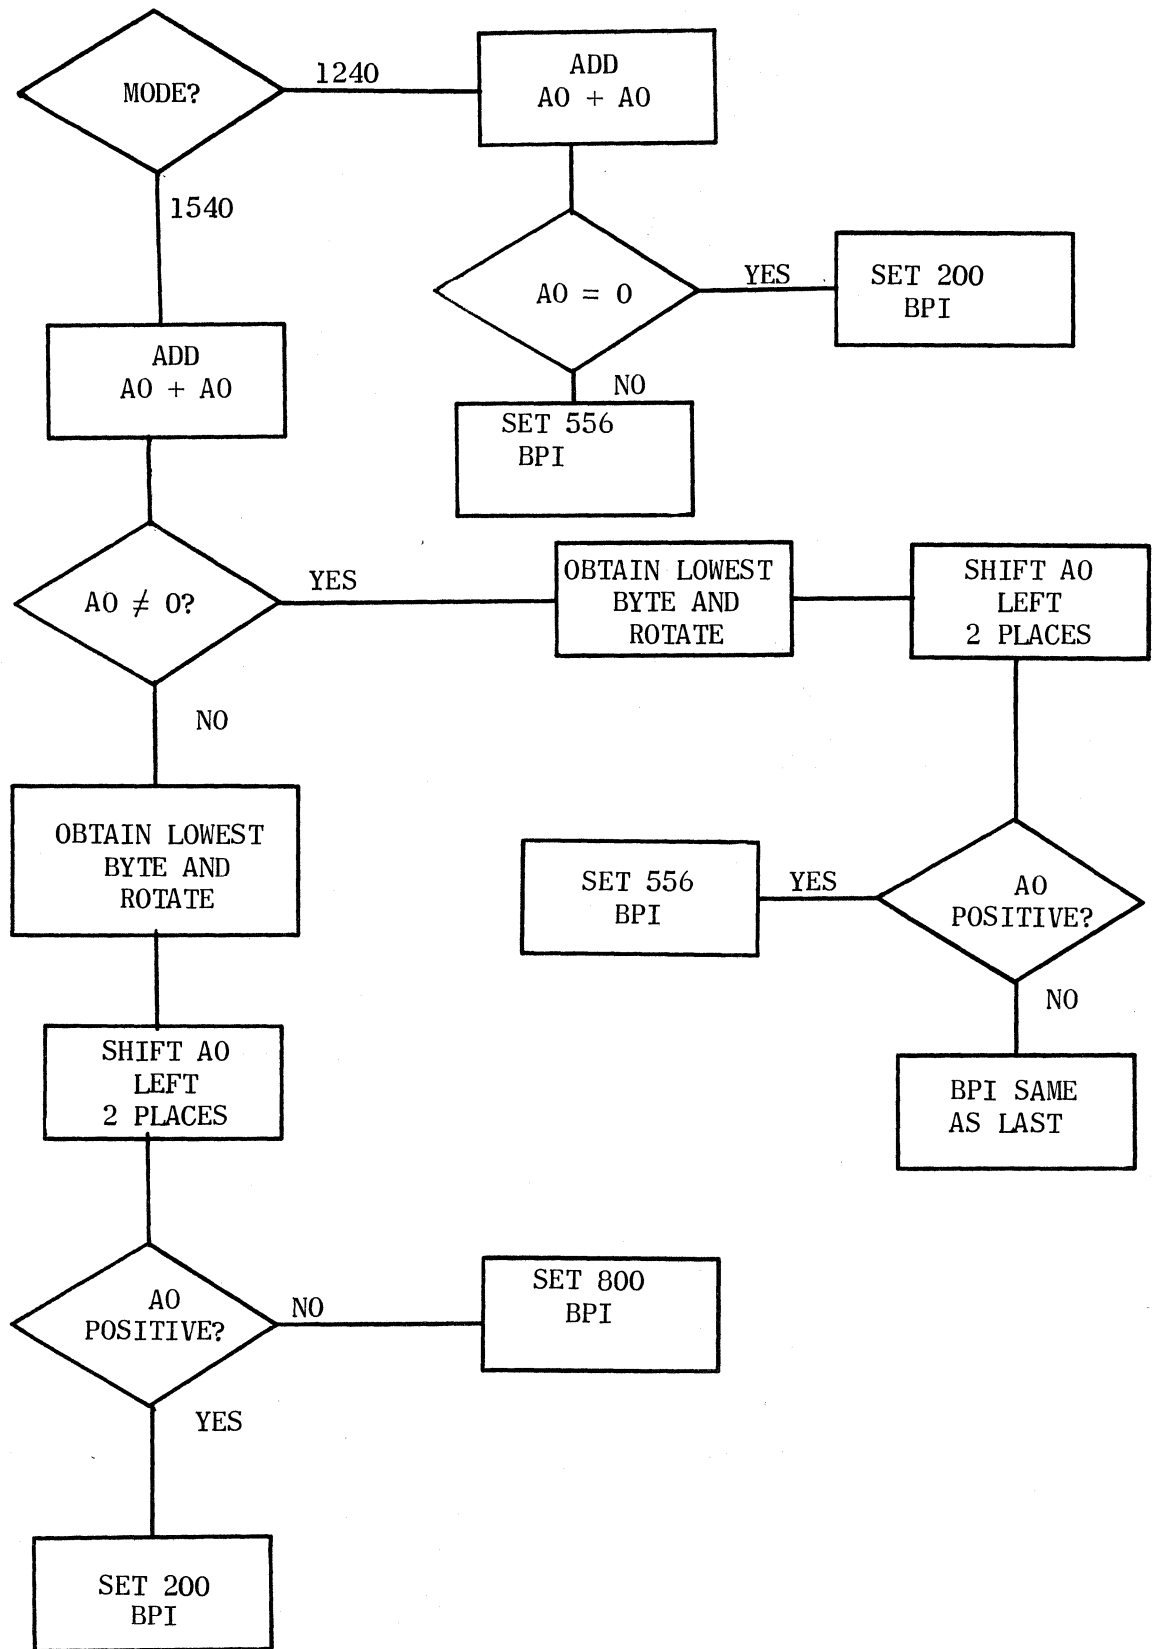 MODE?
1240
ADD
A0 + A0
1540
A0 = 0
YES
SET 200
BPI
NO
SET 556
BPI
ADD
A0 + A0
A0 ≠ 0?
YES
OBTAIN LOWEST
BYTE AND
ROTATE
SHIFT A0
LEFT
2 PLACES
NO
OBTAIN LOWEST
BYTE AND
ROTATE
A0
POSITIVE?
YES
SET 556
BPI
NO
BPI SAME
AS LAST
SHIFT A0
LEFT
2 PLACES
A0
POSITIVE?
NO
SET 800
BPI
YES
SET 200
BPI